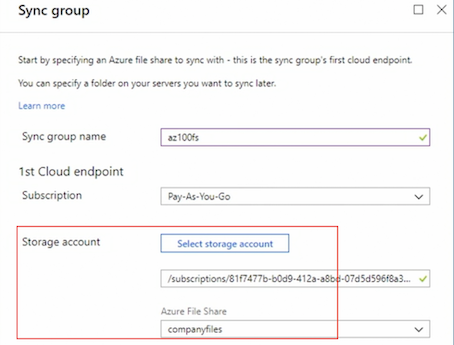 Sync group
Start by specifying an Azure file share to sync with - this is the sync group's first cloud endpoint.
You can specify a folder on your servers you want to sync later.
Learn more
Sync group name
az100fs
1st Cloud endpoint
Subscription
Pay-As-You-Go
Storage account
Select storage account
/subscriptions/81f7477b-b0d9-412a-a8bd-07d5d596f8a3...
Azure File Share
companyfiles